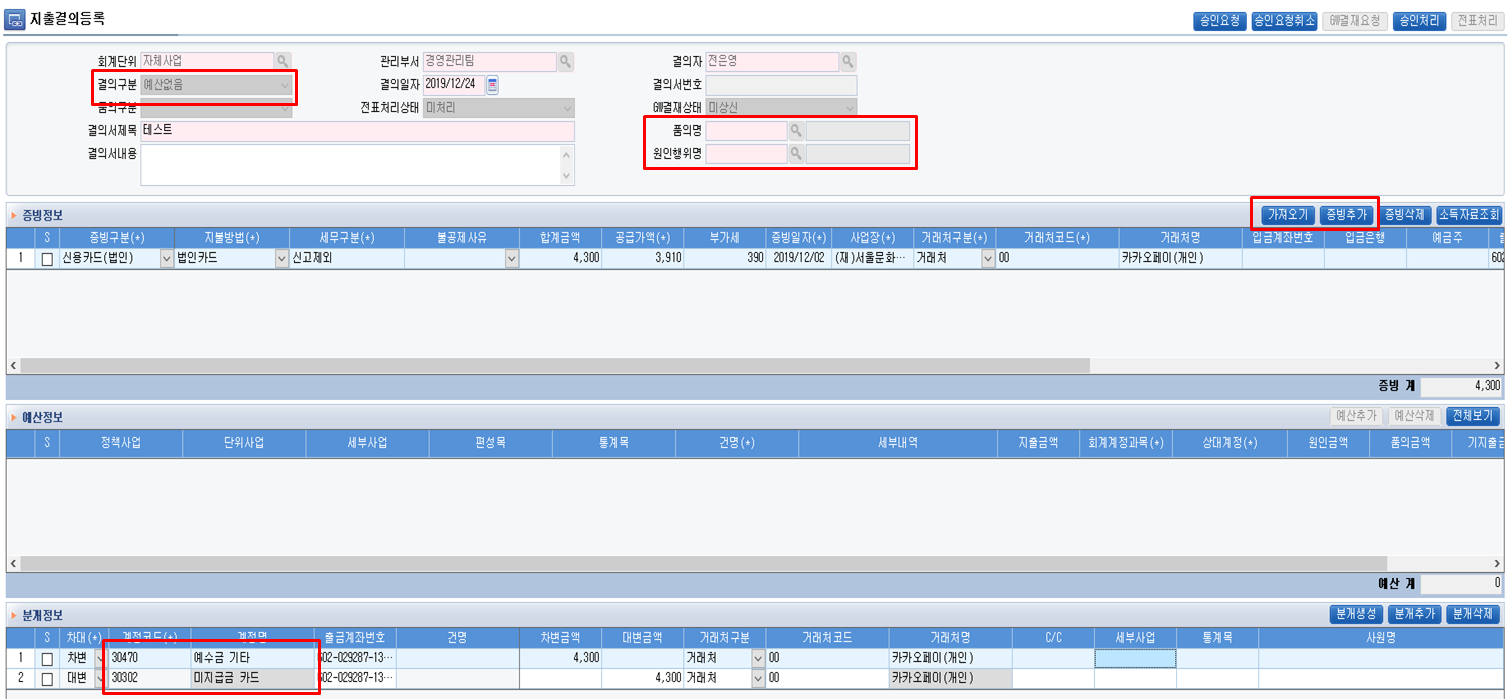 지출결의등록
승인요청 승인요청취소 GW결재요청 승인처리 전표처리
회계단위 자체사업 관리부서 경영관리팀 결의자 전은영
결의구분 예산없음 결의일자 2019/12/24 결의서번호
품의구분 전표처리상태 미처리 GW결재상태 미상신
결의서제목 테스트 품의명
결의서내용 원인행위명
증빙정보 가져오기 증빙추가 증빙삭제 소득자료조회
S 증빙구분(*) 지불방법(*) 세무구분(*) 불공제사유 합계금액 공급가액(*) 부가세 증빙일자(*) 사업장(*) 거래처구분(*) 거래처코드(*) 거래처명 입금계좌번호 입금은행 예금주
1 신용카드(법인) 법인카드 신고제외 4,300 3,910 390 2019/12/02 (재)서울문화… 거래처 00 카카오페이(개인) 602
증빙 계 4,300
예산정보 예산추가 예산삭제 전체보기
S 정책사업 단위사업 세부사업 편성목 통계목 건명(*) 세부내역 지출금액 회계계정과목(*) 상대계정(*) 원인금액 품의금액 기지출금
예산 계 0
분개정보 분개생성 분개추가 분개삭제
S 차대(*) 계정코드(*) 계정명 출금계좌번호 건명 차변금액 대변금액 거래처구분 거래처코드 거래처명 C/C 세부사업 통계목 사원명
1 차변 30470 예수금 기타 602-029287-13… 4,300 거래처 00 카카오페이(개인)
2 대변 30302 미지급금 카드 602-029287-13… 4,300 거래처 00 카카오페이(개인)